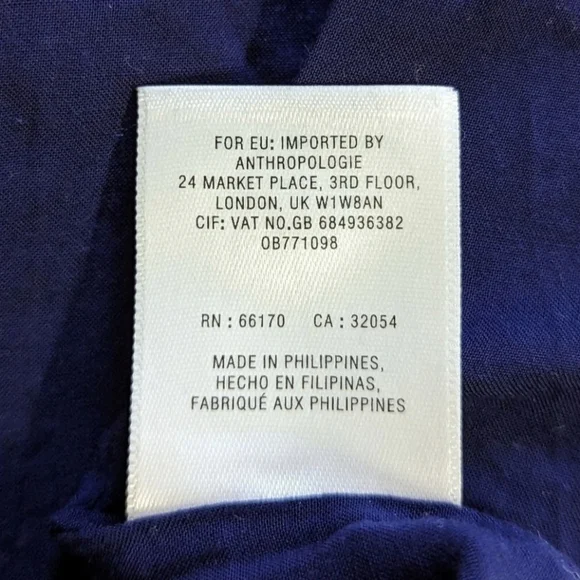 FOR EU: IMPORTED BY
ANTHROPOLOGIE
24 MARKET PLACE, 3RD FLOOR,
LONDON, UK W1W8AN
CIF: VAT NO.GB 684936382
OB771098
RN : 66170 CA : 32054
MADE IN PHILIPPINES,
HECHO EN FILIPINAS,
FABRIQUÉ AUX PHILIPPINES